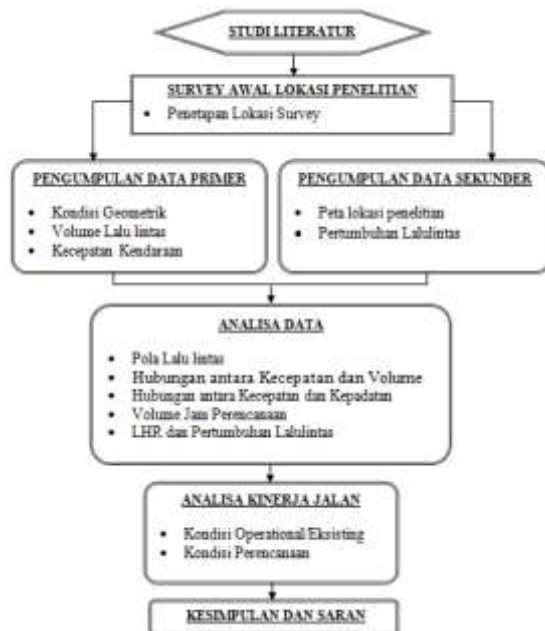 STUDI LITERATUR
SURVEY AWAL LOKASI PENELITIAN
• Penetapan Lokasi Survey
PENGUMPULAN DATA PRIMER
• Kondisi Geometrik
• Volume Lalu lintas
• Kecepatan Kendaraan
PENGUMPULAN DATA SEKUNDER
• Peta lokasi penelitian
• Pertumbuhan Lalulintas
ANALISA DATA
• Pola Lalu lintas
• Hubungan antara Kecepatan dan Volume
• Hubungan antara Kecepatan dan Kepadatan
• Volume Jam Perencanaan
• LHR dan Pertumbuhan Lalulintas
ANALISA KINERJA JALAN
• Kondisi Operational/Eksisting
• Kondisi Perencanaan
KESIMPULAN DAN SARAN